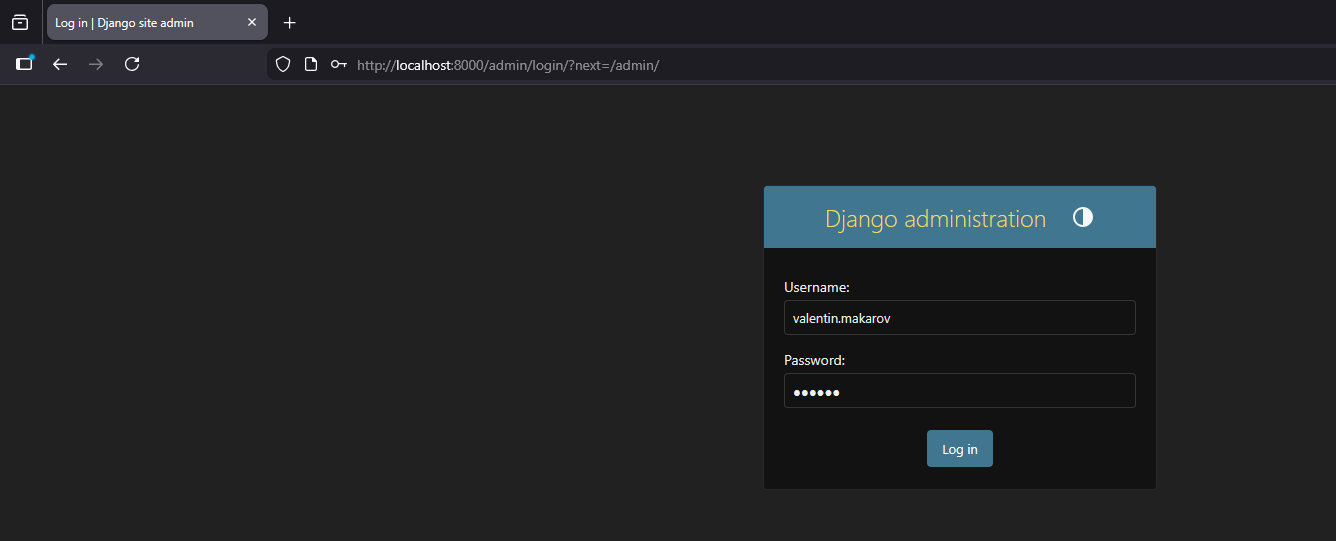 Log in | Django site admin
http://localhost:8000/admin/login/?next=/admin/
Django administration
Username:
valentin.makarov
Password:
●●●●●●
Log in